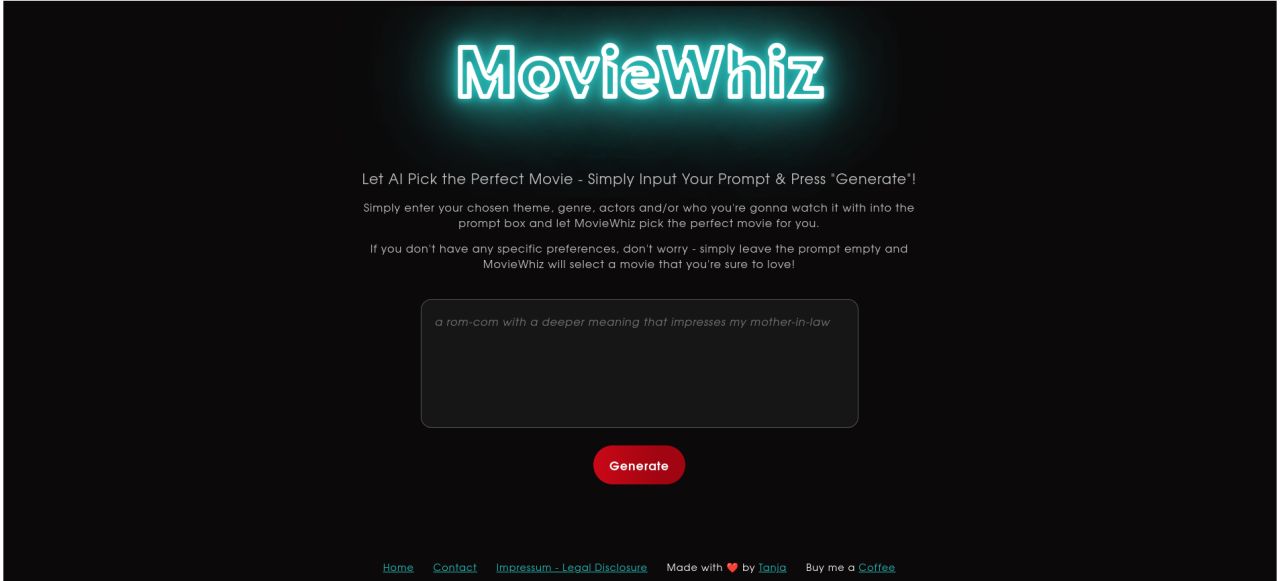 MovieWhiz
Let AI Pick the Perfect Movie - Simply Input Your Prompt & Press "Generate"!
Simply enter your chosen theme, genre, actors and/or who you're gonna watch it with into the
prompt box and let MovieWhiz pick the perfect movie for you.
If you don't have any specific preferences, don't worry - simply leave the prompt empty and
MovieWhiz will select a movie that you're sure to love!
a rom-com with a deeper meaning that impresses my mother-in-law
Generate
Home Contact Impressum - Legal Disclosure Made with ❤️ by Tanja Buy me a Coffee